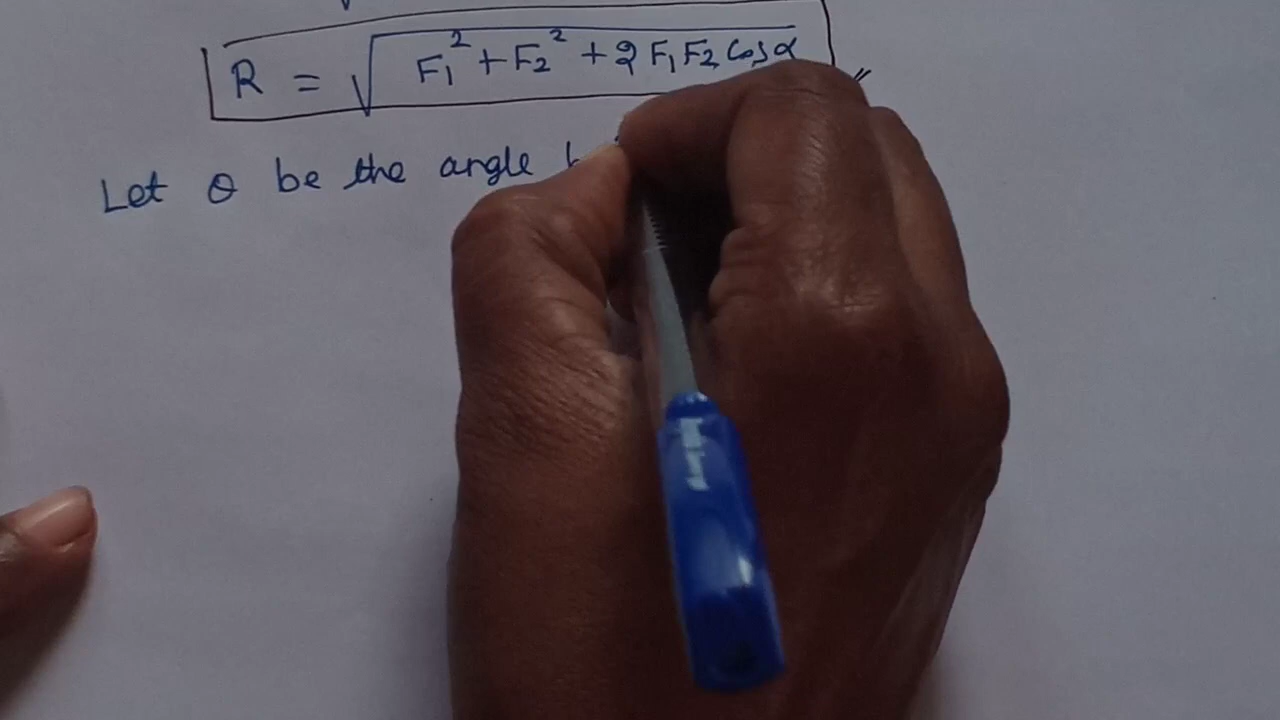 R = √F₁² + F₂² + 2 F₁ F₂ Cos α
Let θ be the angle